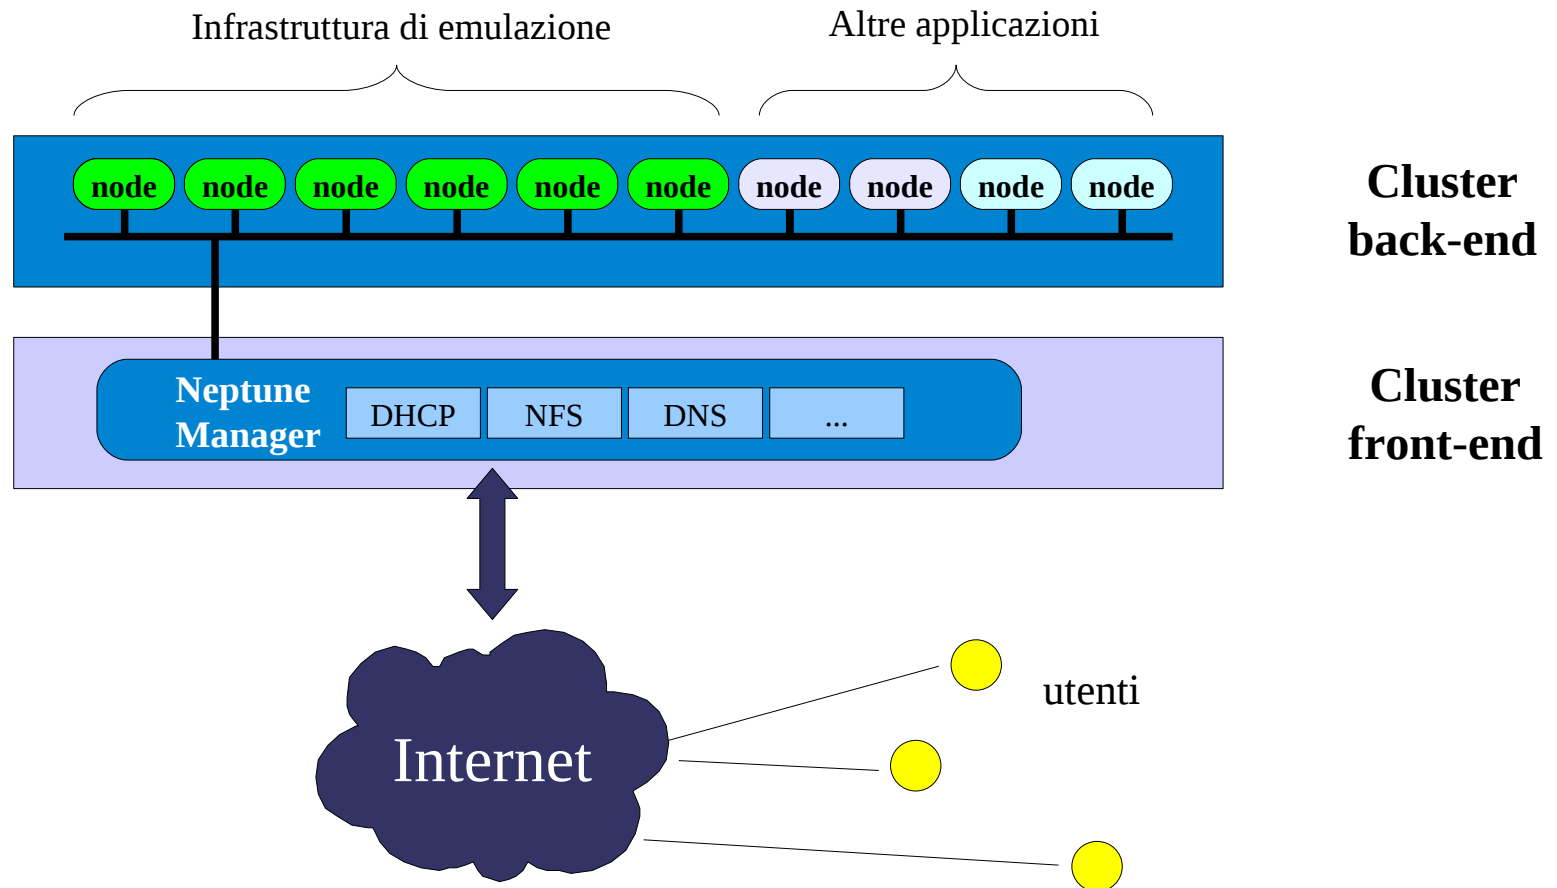 Infrastruttura di emulazione
Altre applicazioni
node node node node node node node node node node
Cluster
back-end
Neptune
Manager
DHCP NFS DNS ...
Cluster
front-end
utenti
Internet